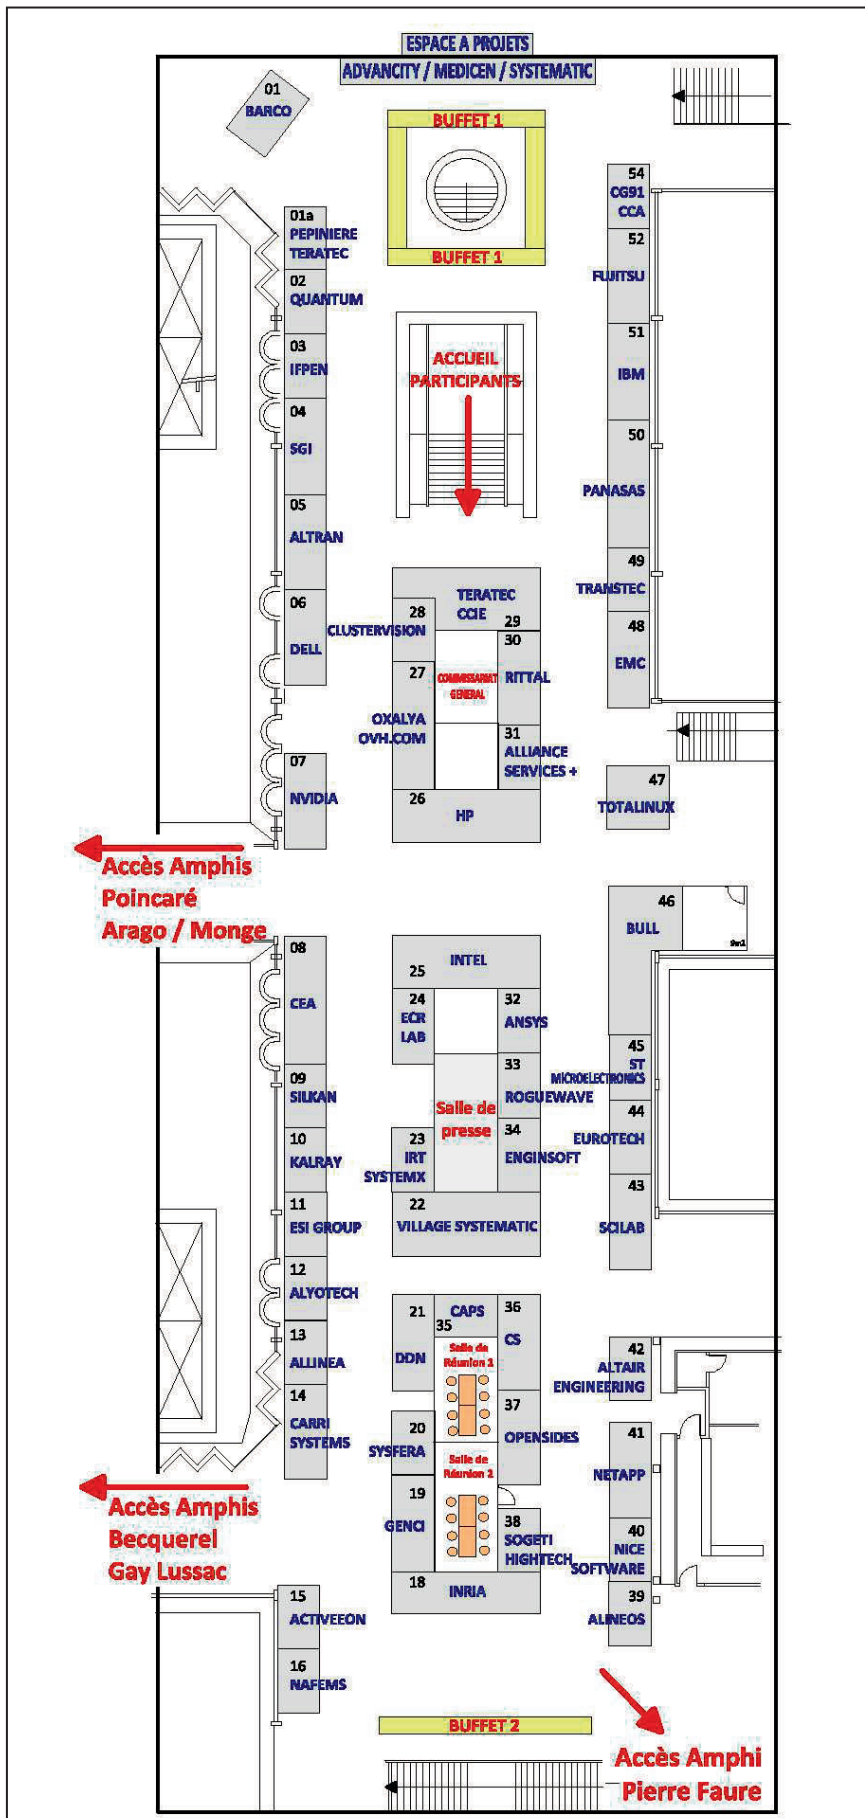 ESPACE A PROJETS
ADVANCITY / MEDICEN / SYSTEMATIC
01
BARCO
BUFFET 1
BUFFET 1
01a
PEPINIERE
TERATEC
02
QUANTUM
03
IFPEN
04
SGI
05
ALTRAN
06
DELL
07
NVIDIA
ACCUEIL
PARTICIPANTS
54
CG91
CCA
52
FUJITSU
51
IBM
50
PANASAS
49
TRANSTEC
48
EMC
47
TOTALINUX
TERATEC
CCIE
29
28
CLUSTERVISION
30
RITTAL
COMMISSARIAT
GENERAL
27
OXALYA
OVH.COM
31
ALLIANCE
SERVICES +
26
HP
Accès Amphis
Poincaré
Arago / Monge
08
CEA
09
SILKAN
10
KALRAY
11
ESI GROUP
12
ALYOTECH
13
ALLINEA
14
CARRI
SYSTEMS
INTEL
25
24
ECR
LAB
32
ANSYS
33
ROGUEWAVE
Salle de
presse
34
ENGINSOFT
23
IRT
SYSTEMX
22
VILLAGE SYSTEMATIC
46
BULL
9m2
45
ST
MICROELECTRONICS
44
EUROTECH
43
SCILAB
21
DDN
CAPS
35
36
CS
Salle de
Réunion 1
37
OPENSIDES
20
SYSFERA
Salle de
Réunion 2
19
GENCI
38
SOGETI
HIGHTECH
18
INRIA
42
ALTAIR
ENGINEERING
41
NETAPP
40
NICE
SOFTWARE
39
ALINEOS
Accès Amphis
Becquerel
Gay Lussac
15
ACTIVEEON
16
NAFEMS
BUFFET 2
Accès Amphi
Pierre Faure